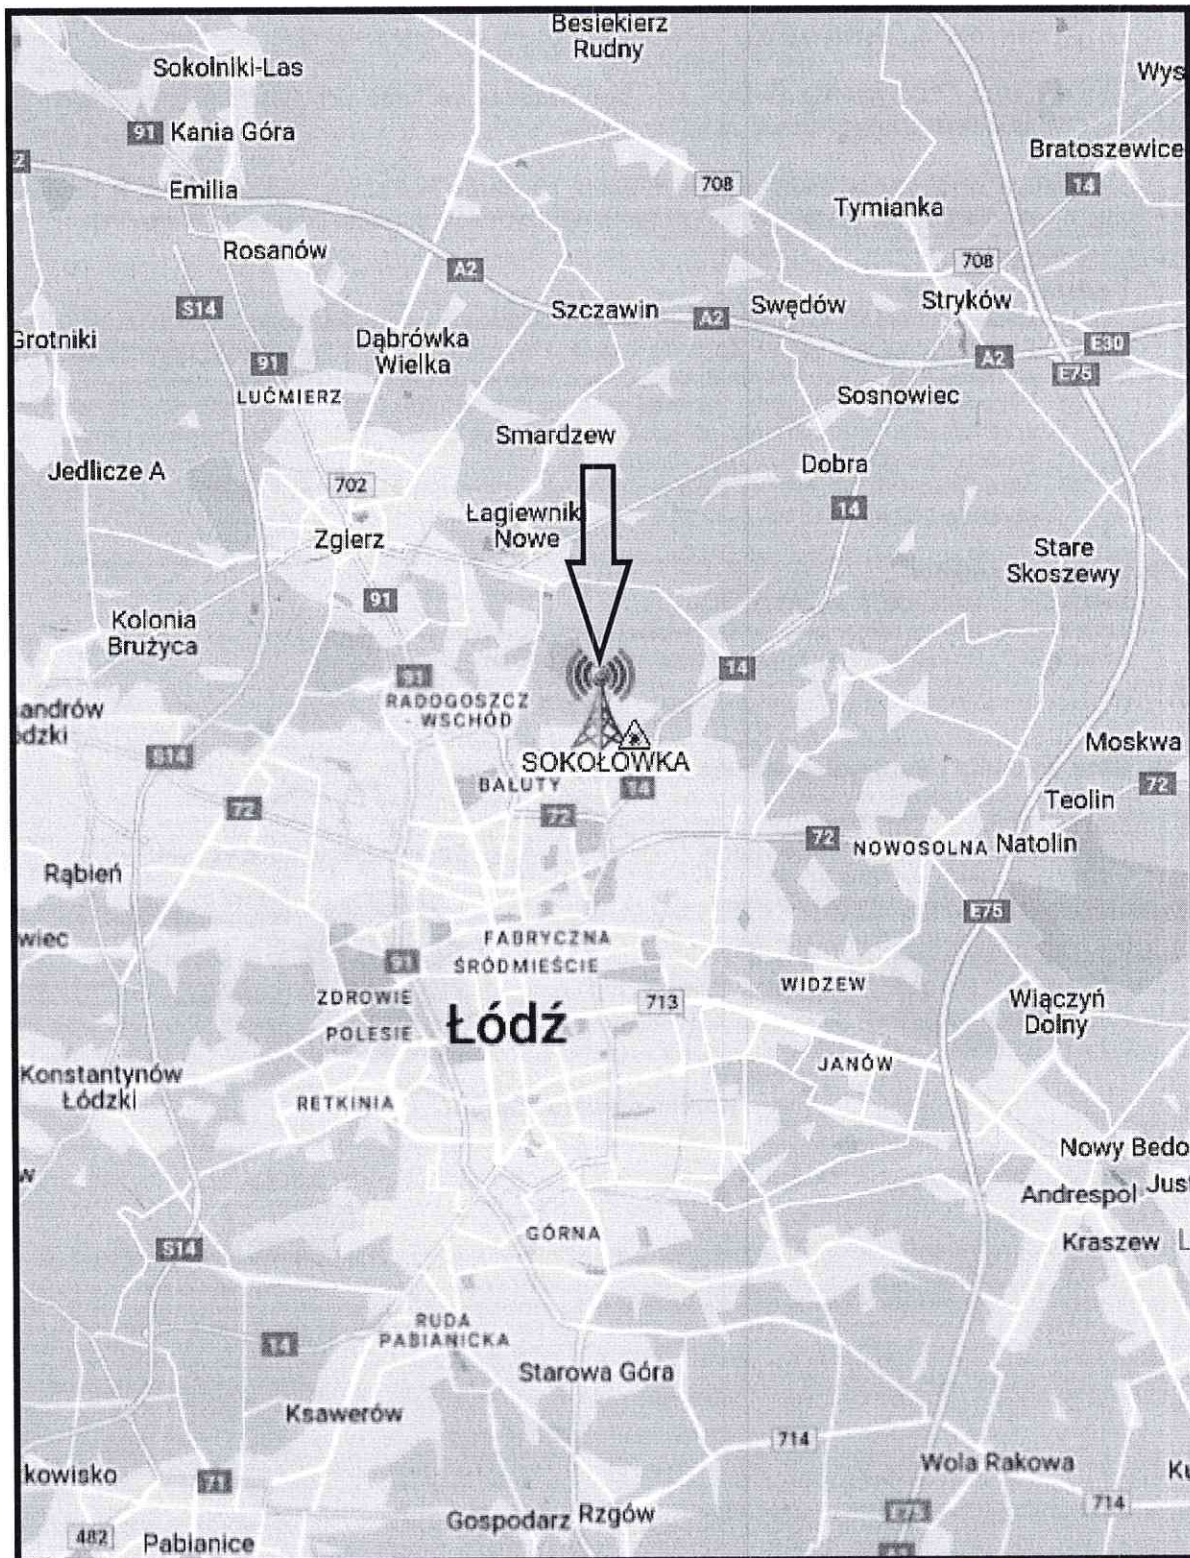 Besiekierz
Rudny
Sokolniki-Las
Wys
91 Kania Góra
Bratoszewice
2
Emilia
708
14
Tymianka
Rosanów
A2
708
S14
Szczawin
A2
Swędów
Stryków
Grotniki
Dąbrówka
Wielka
91
A2
E30
E75
LUĆMIERZ
Sosnowiec
Smardzew
Jedlicze A
Dobra
702
14
Łagiewnik
Nowe
Zgierz
Stare
Skoszewy
91
Kolonia
Brużyca
91
14
RADOGOSZCZ
- WSCHÓD
andrów
ódzki
S14
SOKOŁÓWKA
Moskwa
BAŁUTY
14
72
Teolin
72
72
72
NOWOSOLNA
Natolin
Rąbień
E75
wiec
FABRYCZNA
91
ŚRÓDMIEŚCIE
ZDROWIE
WIDZEW
713
Wiączyń
Dolny
POLESIE
Łódź
JANÓW
Konstantynów
Łódzki
RETKINIA
Nowy Bedo
w
Andrespol
Jus
GÓRNA
Kraszew
L
S14
RUDA
PABIANICKA
14
Starowa Góra
Ksawerów
714
kowisko
71
Wola Rakowa
Ku
714
E75
Gospodarz
Rzgów
482
Pabianice